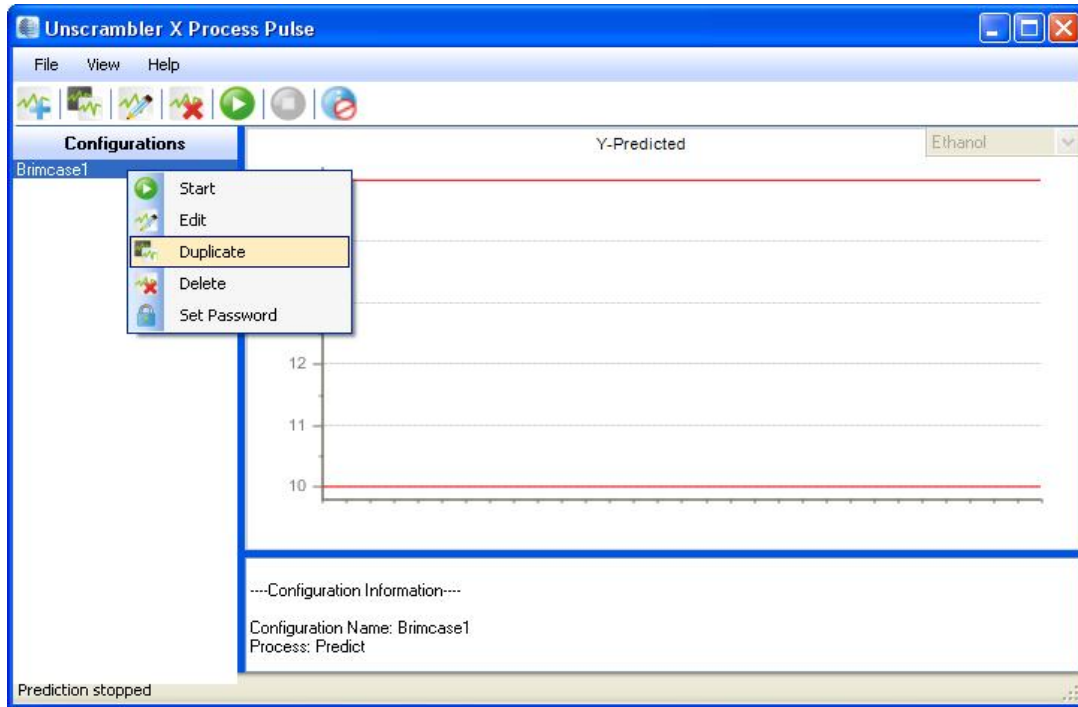 Unscrambler X Process Pulse
File View Help
Configurations
Brimcase1
Start
Edit
Duplicate
Delete
Set Password
Y-Predicted
Ethanol
12
11
10
----Configuration Information----
Configuration Name: Brimcase1
Process: Predict
Prediction stopped